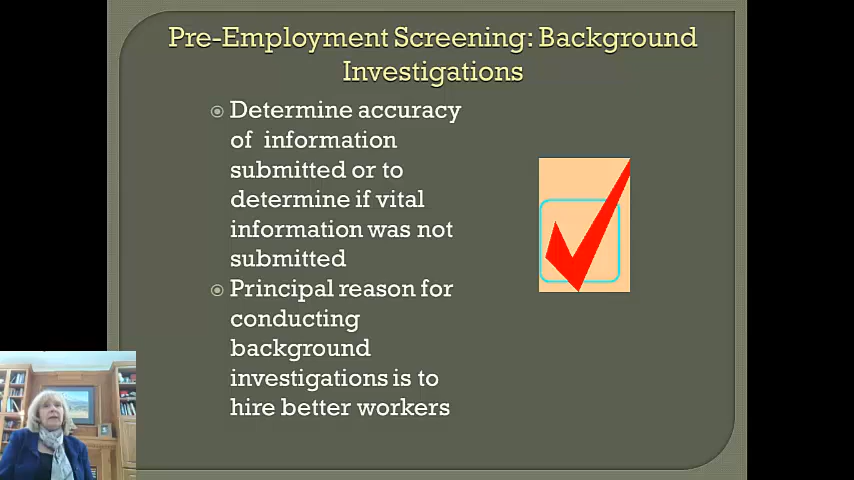 Pre-Employment Screening: Background
Investigations
Determine accuracy
of information
submitted or to
determine if vital
information was not
submitted
Principal reason for
conducting
background
investigations is to
hire better workers